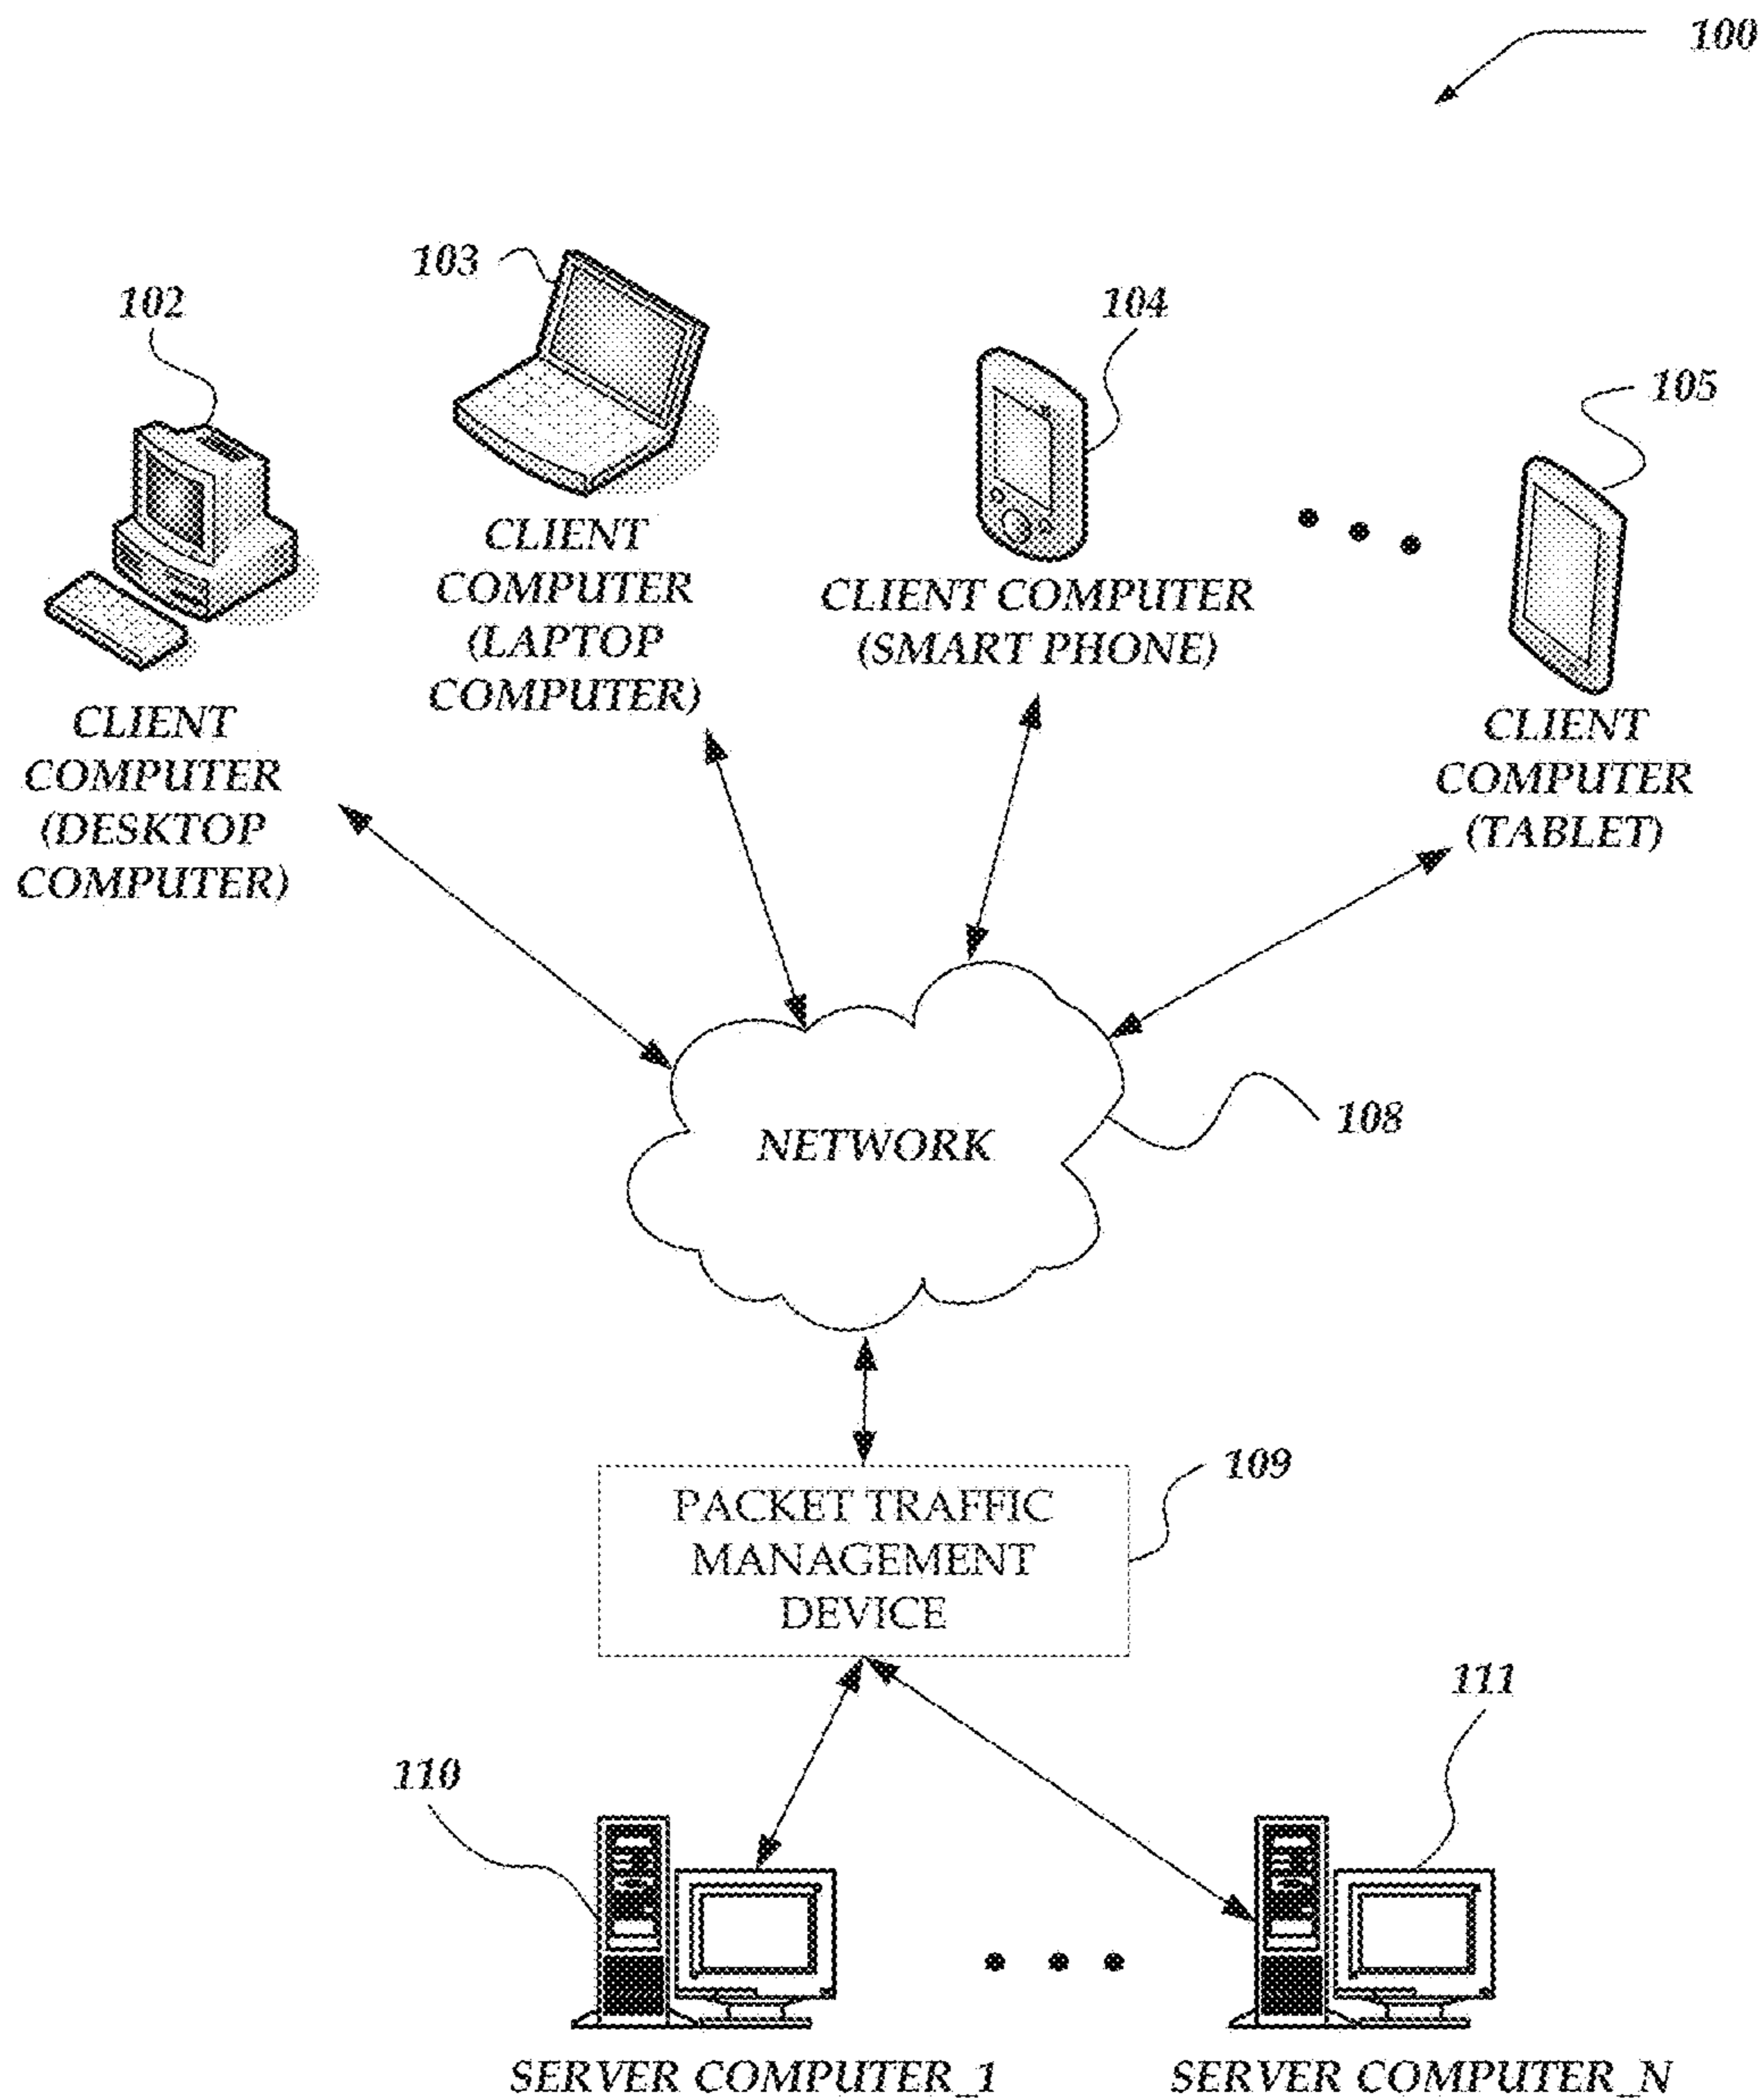 100
103
102
104
105
CLIENT
COMPUTER
(LAPTOP
COMPUTER)
CLIENT COMPUTER
(SMART PHONE)
CLIENT
COMPUTER
(DESKTOP
COMPUTER)
CLIENT
COMPUTER
(TABLET)
NETWORK
108
109
PACKET TRAFFIC
MANAGEMENT
DEVICE
111
110
SERVER COMPUTER_1
SERVER COMPUTER_N